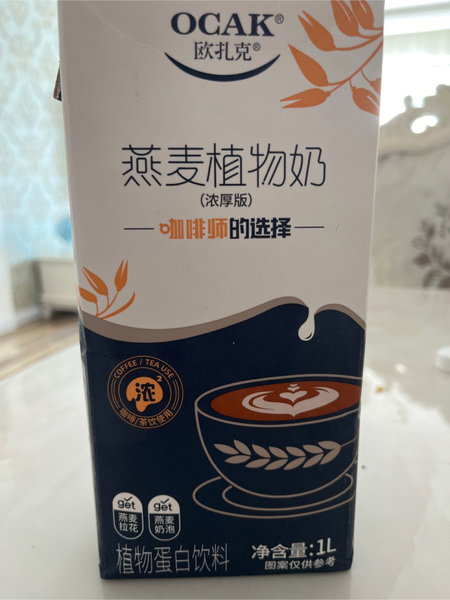 OCAK®
欧扎克®
燕麦植物奶
(浓厚版)
咖啡师的选择
COFFEE / TEA USE
浓
2
咖啡/茶饮使用
get
燕麦
拉花
get
燕麦
奶泡
植物蛋白饮料
净含量:1L
图案仅供参考